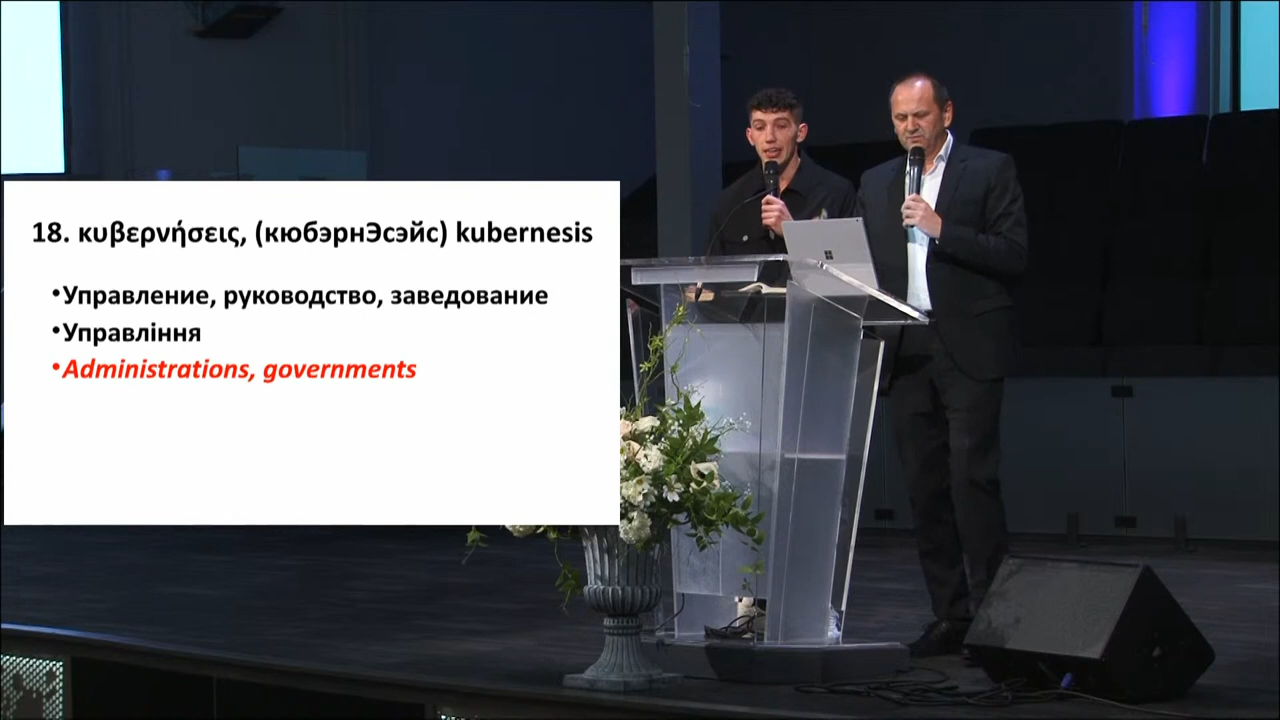 18. κυβερνήσεις, (кюбэрнЭсэйс) kubernesis
•Управление, руководство, заведование
•Управління
•Administrations, governments